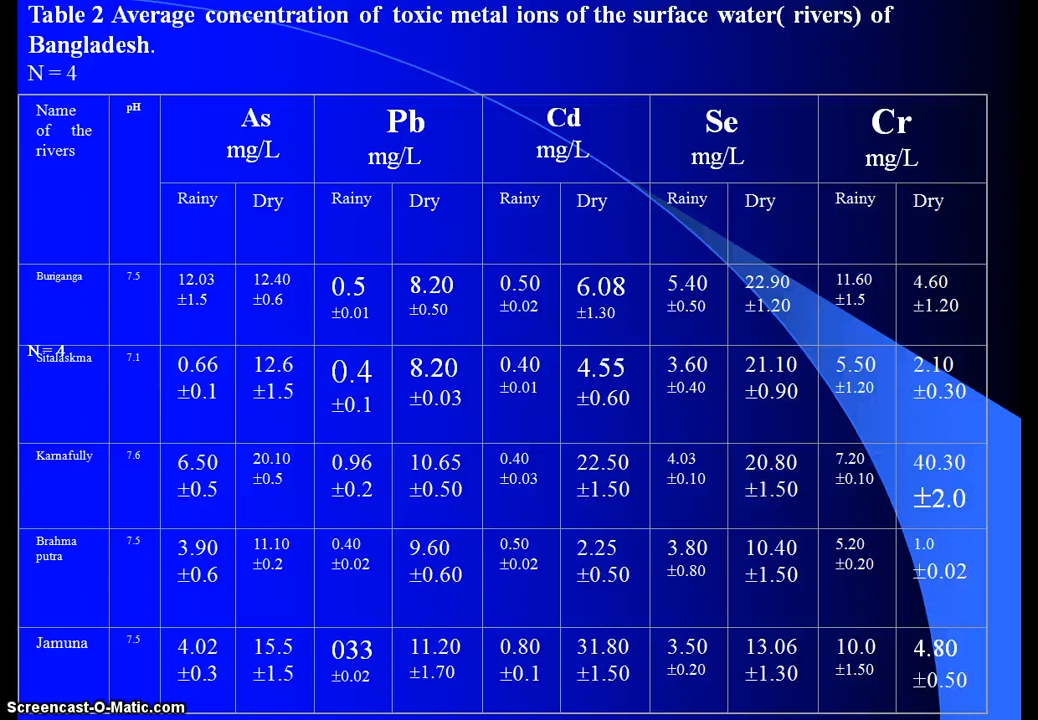 Table 2 Average concentration of toxic metal ions of the surface water( rivers) of
Bangladesh.
N = 4
Name of the rivers pH As mg/L Pb mg/L Cd mg/L Se mg/L Cr mg/L
Rainy Dry Rainy Dry Rainy Dry Rainy Dry Rainy Dry
Buriganga 7.5 12.03 12.40 0.5 8.20 0.50 6.08 5.40 22.90 11.60 4.60
±1.5 ±0.6 ±0.01 ±0.50 ±0.02 ±1.30 ±0.50 ±1.20 ±1.5 ±1.20
N = 4
Sitalaskma 7.1 0.66 12.6 0.4 8.20 0.40 4.55 3.60 21.10 5.50 2.10
±0.1 ±1.5 ±0.1 ±0.03 ±0.01 ±0.60 ±0.40 ±0.90 ±1.20 ±0.30
Karnafully 7.6 6.50 20.10 0.96 10.65 0.40 22.50 4.03 20.80 7.20 40.30
±0.5 ±0.5 ±0.2 ±0.50 ±0.03 ±1.50 ±0.10 ±1.50 ±0.10 ±2.0
Brahma 7.5 3.90 11.10 0.40 9.60 0.50 2.25 3.80 10.40 5.20 1.0
putra ±0.6 ±0.2 ±0.02 ±0.60 ±0.02 ±0.50 ±0.80 ±1.50 ±0.20 ±0.02
Jamuna 7.5 4.02 15.5 033 11.20 0.80 31.80 3.50 13.06 10.0 4.80
±0.3 ±1.5 ±0.02 ±1.70 ±0.1 ±1.50 ±0.20 ±1.30 ±1.50 ±0.50
Screencast-O-Matic.com